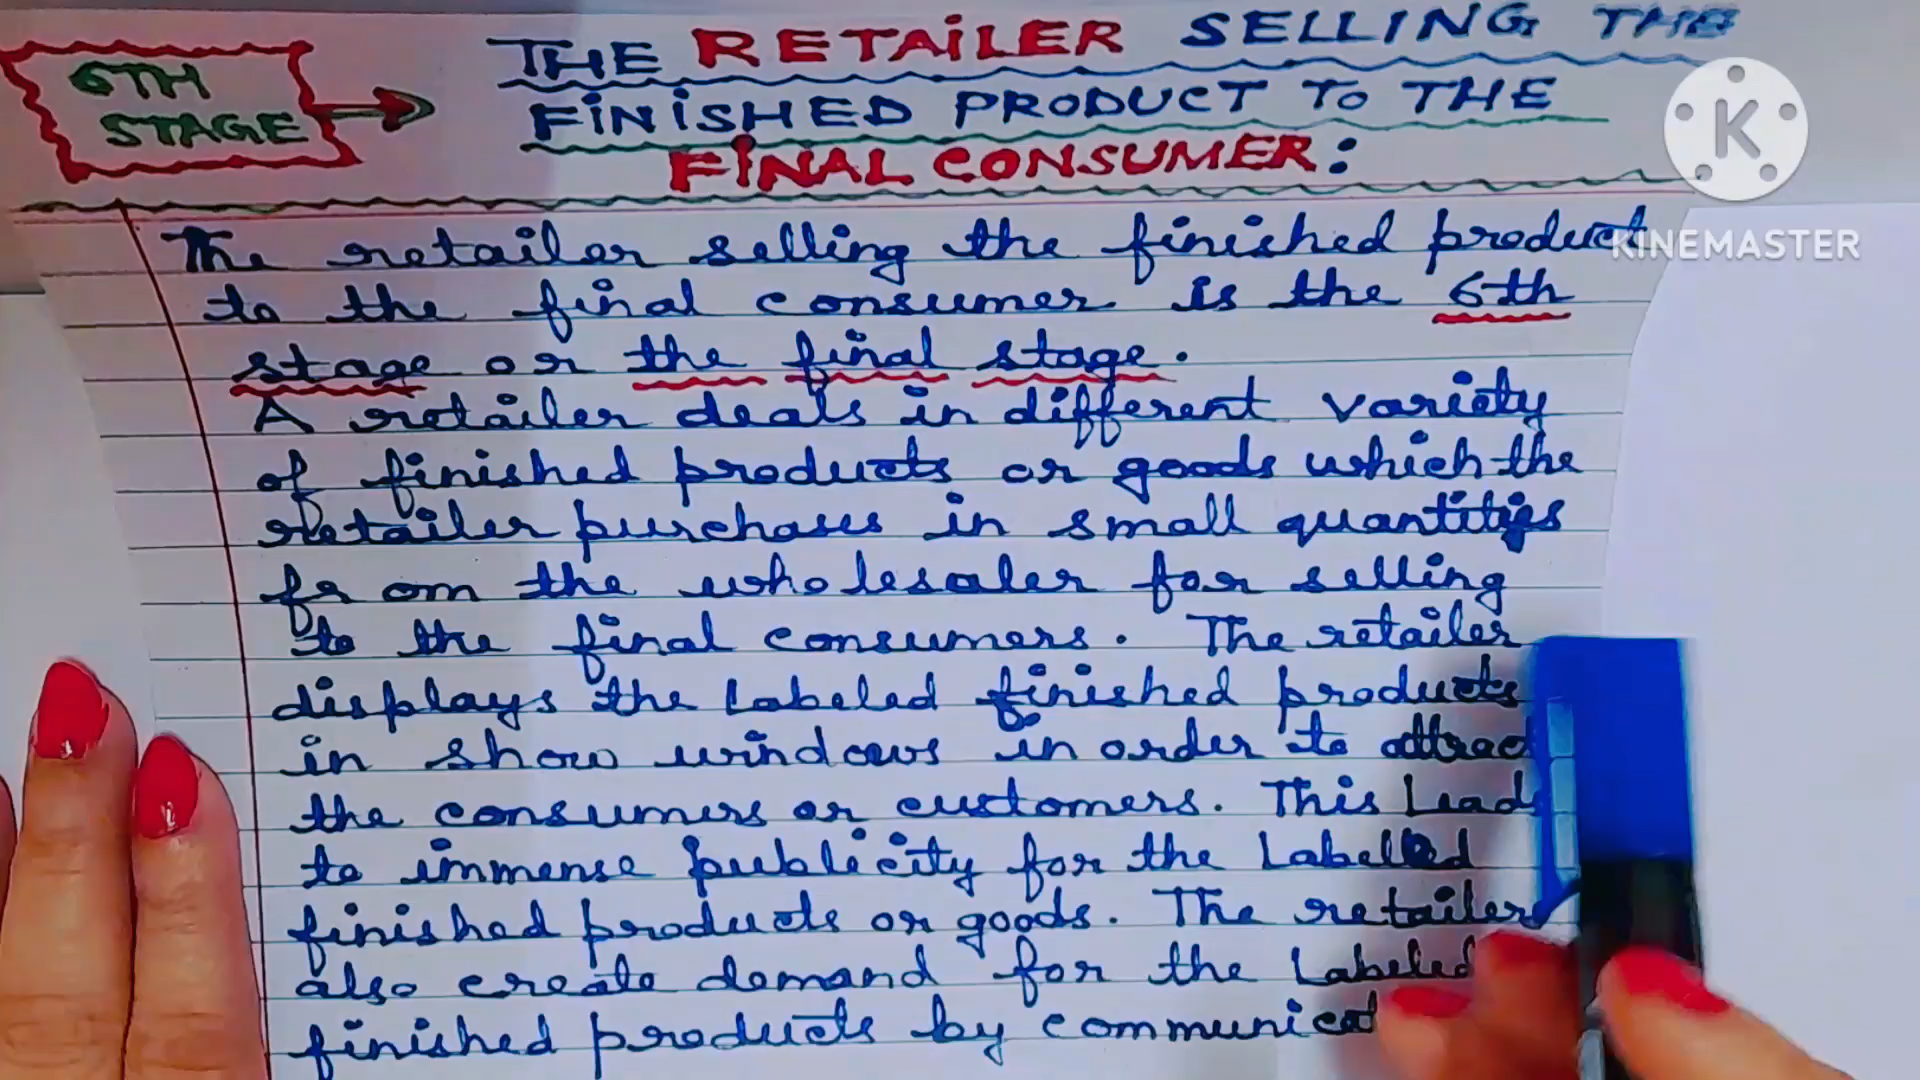 6TH
STAGE
THE RETAILER SELLING THE
FINISHED PRODUCT TO THE
FINAL CONSUMER:
K
KINEMASTER
The retailer selling the finished product
to the final consumer is the 6th
stage or the final stage.
A retailer deals in different variety
of finished products or goods which the
retailer purchases in small quantities
from the wholesaler for selling
to the final consumers. The retailer
displays the labeled finished products
in show windows in order to attract
the consumers or customers. This Leads
to immense publicity for the Labelled
finished products or goods. The retailers
also create demand for the Labeled
finished products by